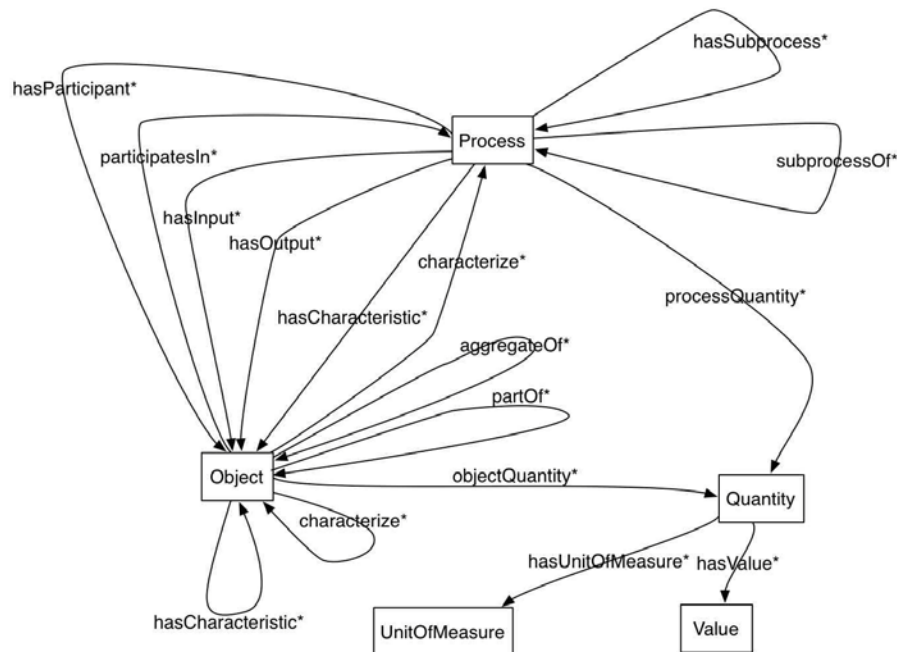 hasSubprocess*
hasParticipant*
Process
participatesIn*
subprocessOf*
hasInput*
hasOutput*
characterize*
processQuantity*
hasCharacteristic*
aggregateOf*
partOf*
Object
objectQuantity*
Quantity
characterize*
hasUnitOfMeasure*
hasValue*
hasCharacteristic*
UnitOfMeasure
Value